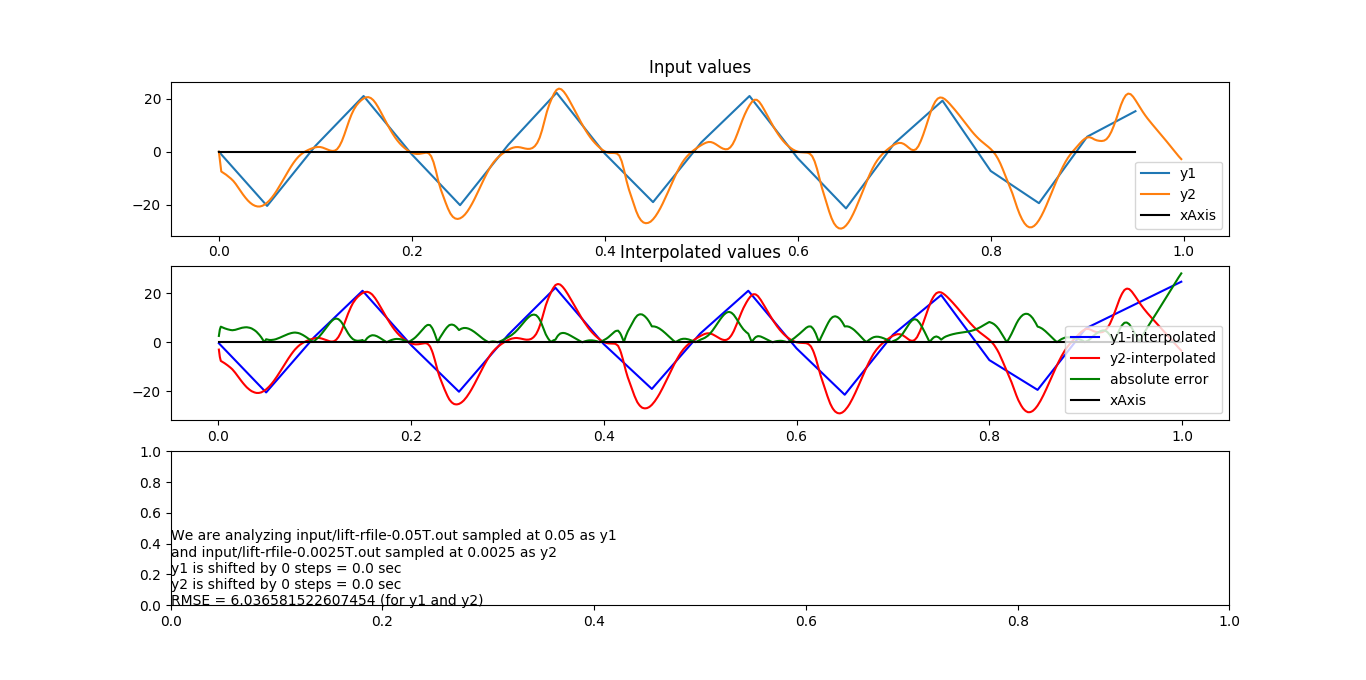 Input values
20
0
−20
y1
y2
xAxis
0.0 0.2 0.4 0.6 0.8 1.0
Interpolated values
20
0
−20
y1-interpolated
y2-interpolated
absolute error
xAxis
0.0 0.2 0.4 0.6 0.8 1.0
1.0
0.8
0.6
0.4
0.2
0.0
We are analyzing input/lift-rfile-0.05T.out sampled at 0.05 as y1
and input/lift-rfile-0.0025T.out sampled at 0.0025 as y2
y1 is shifted by 0 steps = 0.0 sec
y2 is shifted by 0 steps = 0.0 sec
RMSE = 6.036581522607454 (for y1 and y2)
0.0 0.2 0.4 0.6 0.8 1.0